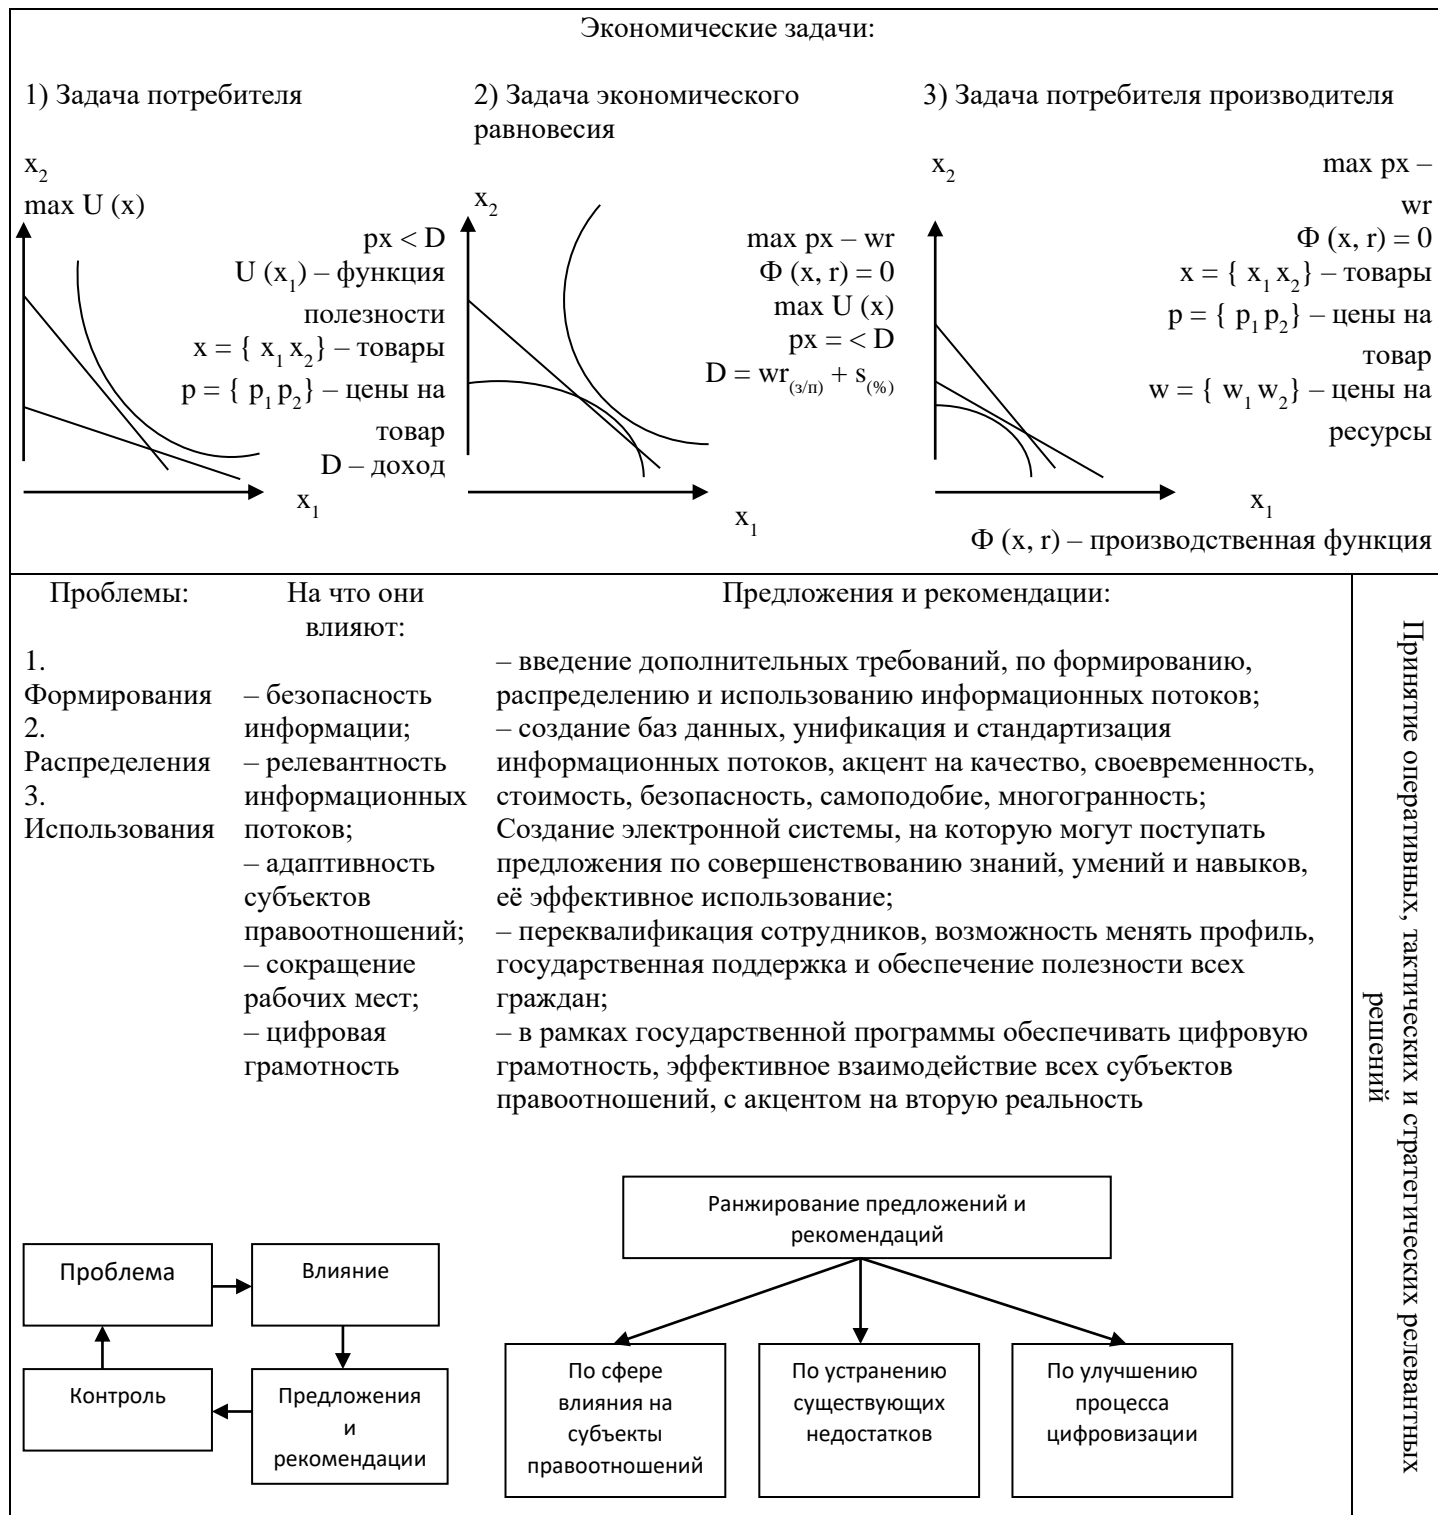 Экономические задачи:
1) Задача потребителя
x₂
max U (x)
px < D
U (x₁) – функция
полезности
x = { x₁ x₂} – товары
p = { p₁ p₂} – цены на
товар
D – доход
x₁
2) Задача экономического
равновесия
x₂
max px – wr
Φ (x, r) = 0
max U (x)
px = < D
D = wr₍з/п₎ + s₍%₎
x₁
3) Задача потребителя производителя
x₂
max px –
wr
Φ (x, r) = 0
x = { x₁ x₂} – товары
p = { p₁ p₂} – цены на
товар
w = { w₁ w₂} – цены на
ресурсы
x₁
Φ (x, r) – производственная функция
Проблемы:
1.
Формирования
2.
Распределения
3.
Использования
На что они
влияют:
– безопасность
информации;
– релевантность
информационных
потоков;
– адаптивность
субъектов
правоотношений;
– сокращение
рабочих мест;
– цифровая
грамотность
Предложения и рекомендации:
– введение дополнительных требований, по формированию,
распределению и использованию информационных потоков;
– создание баз данных, унификация и стандартизация
информационных потоков, акцент на качество, своевременность,
стоимость, безопасность, самоподобие, многогранность;
Создание электронной системы, на которую могут поступать
предложения по совершенствованию знаний, умений и навыков,
её эффективное использование;
– переквалификация сотрудников, возможность менять профиль,
государственная поддержка и обеспечение полезности всех
граждан;
– в рамках государственной программы обеспечивать цифровую
грамотность, эффективное взаимодействие всех субъектов
правоотношений, с акцентом на вторую реальность
Проблема
Влияние
Контроль
Предложения
и
рекомендации
Ранжирование предложений и
рекомендаций
По сфере
влияния на
субъекты
правоотношений
По устранению
существующих
недостатков
По улучшению
процесса
цифровизации
Принятие оперативных, тактических и стратегических релевантных
решений